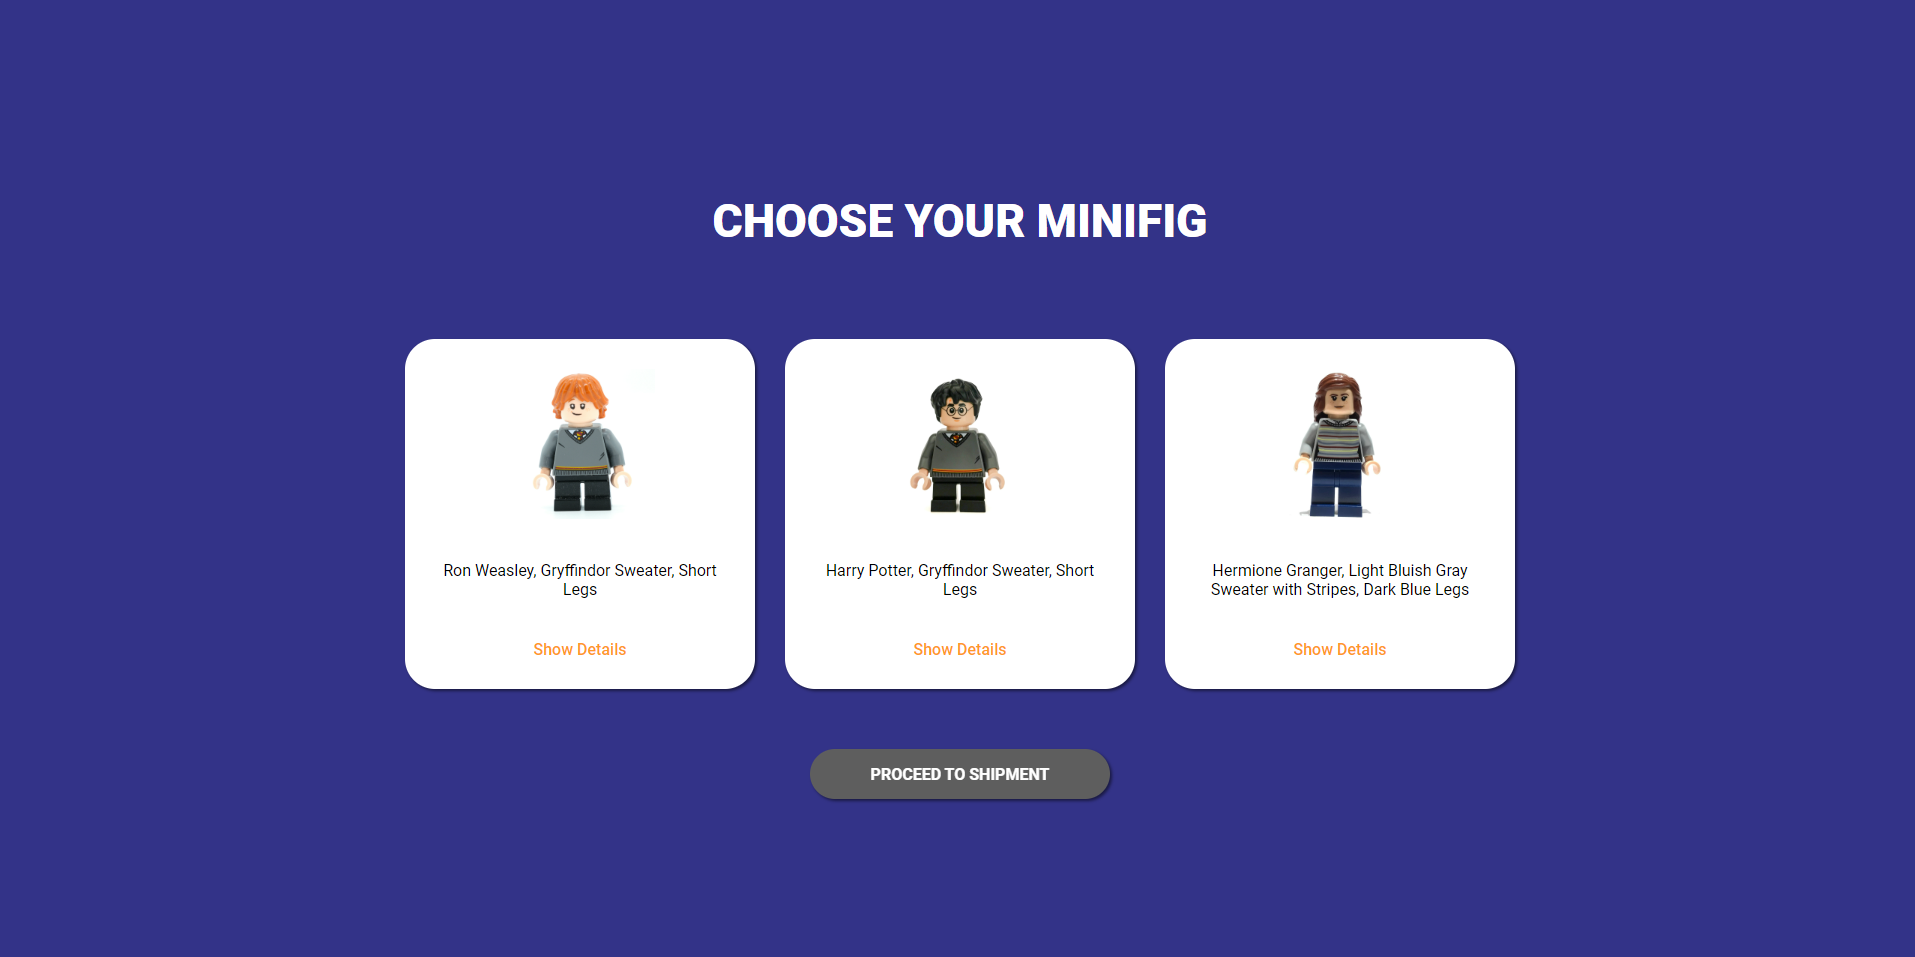 CHOOSE YOUR MINIFIG
Ron Weasley, Gryffindor Sweater, Short
Legs
Show Details
Harry Potter, Gryffindor Sweater, Short
Legs
Show Details
Hermione Granger, Light Bluish Gray
Sweater with Stripes, Dark Blue Legs
Show Details
PROCEED TO SHIPMENT